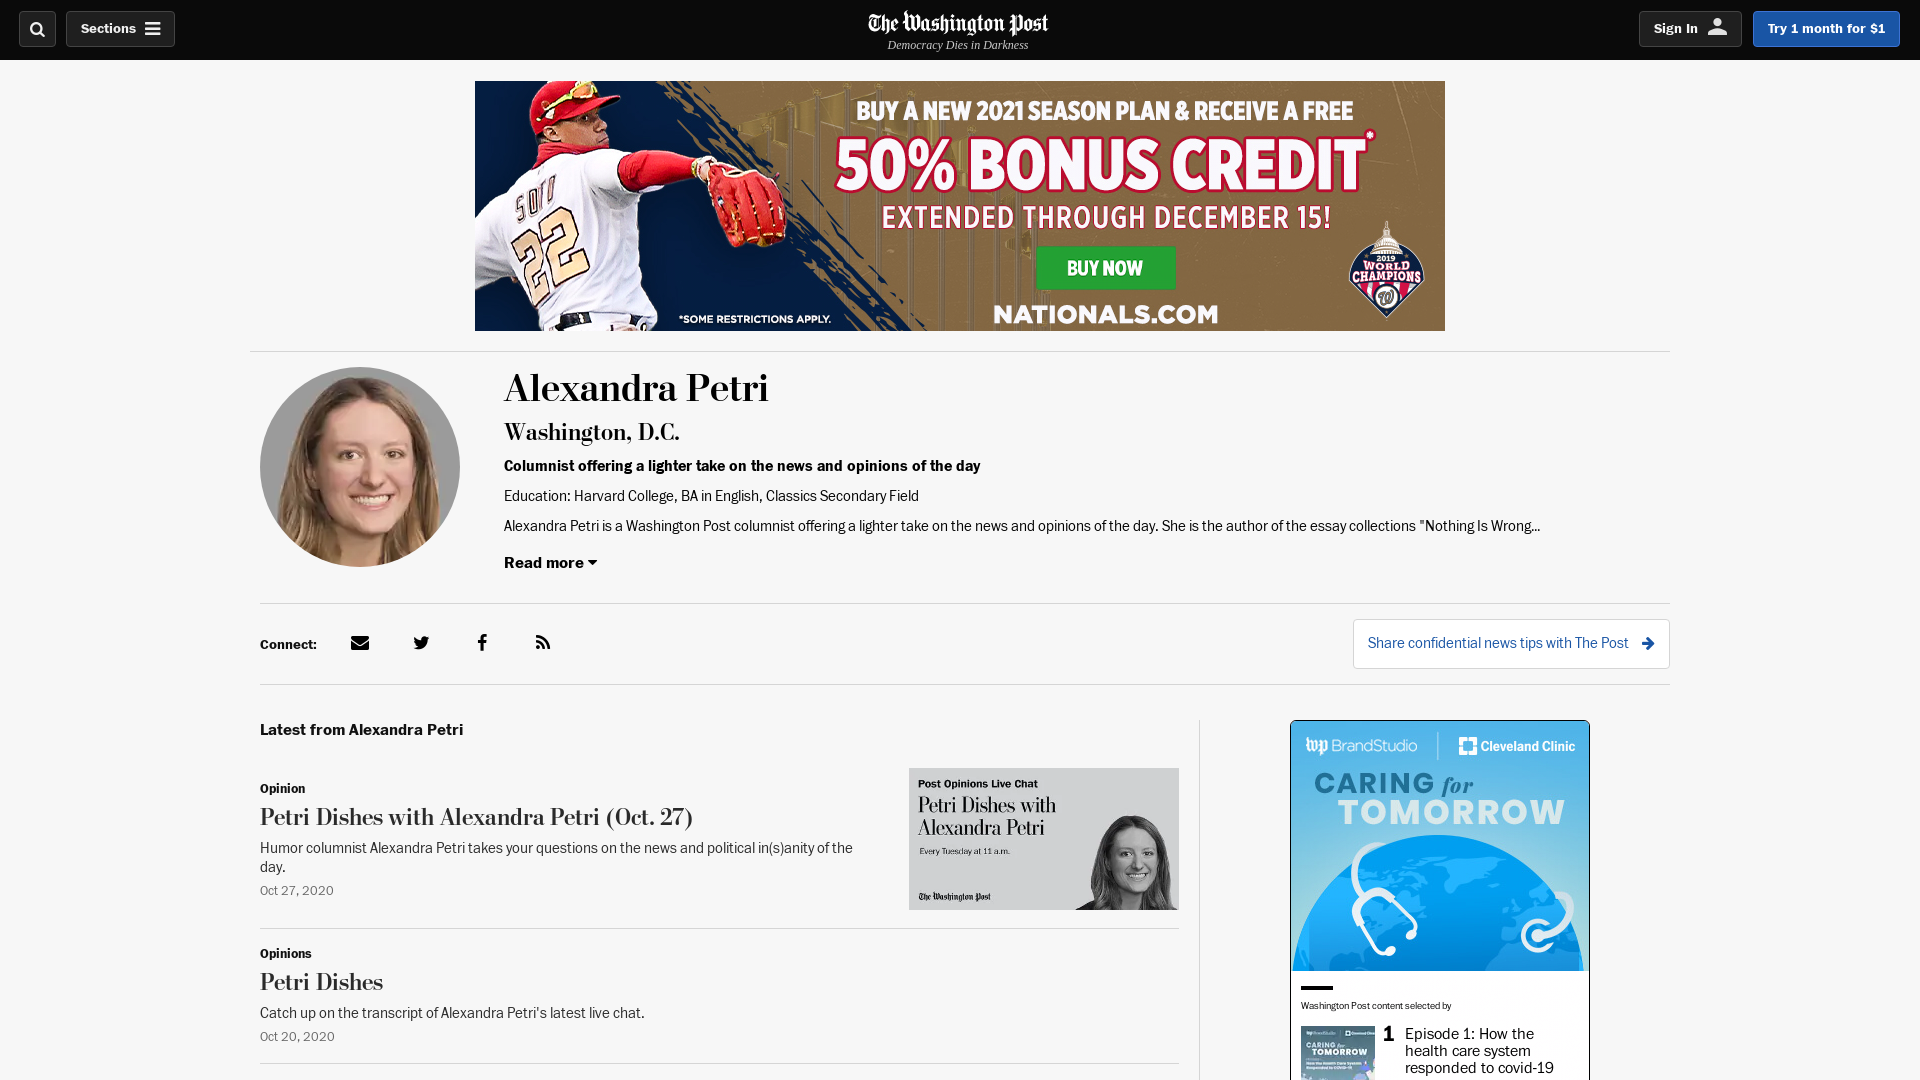 Sections
The Washington Post
Democracy Dies in Darkness
Sign In
Try 1 month for $1
BUY A NEW 2021 SEASON PLAN & RECEIVE A FREE
50% BONUS CREDIT*
EXTENDED THROUGH DECEMBER 15!
BUY NOW
NATIONALS.COM
*SOME RESTRICTIONS APPLY.
SOTO
22
2019
WORLD
CHAMPIONS
W
Alexandra Petri
Washington, D.C.
Columnist offering a lighter take on the news and opinions of the day
Education: Harvard College, BA in English, Classics Secondary Field
Alexandra Petri is a Washington Post columnist offering a lighter take on the news and opinions of the day. She is the author of the essay collections "Nothing Is Wrong...
Read more
Connect:
Share confidential news tips with The Post
Latest from Alexandra Petri
Opinion
Petri Dishes with Alexandra Petri (Oct. 27)
Humor columnist Alexandra Petri takes your questions on the news and political in(s)anity of the
day.
Oct 27, 2020
Post Opinions Live Chat
Petri Dishes with
Alexandra Petri
Every Tuesday at 11 a.m.
The Washington Post
Opinions
Petri Dishes
Catch up on the transcript of Alexandra Petri's latest live chat.
Oct 20, 2020
wp BrandStudio
Cleveland Clinic
CARING for
TOMORROW
Washington Post content selected by
CARING for
TOMORROW
1
Episode 1: How the
health care system
responded to covid-19